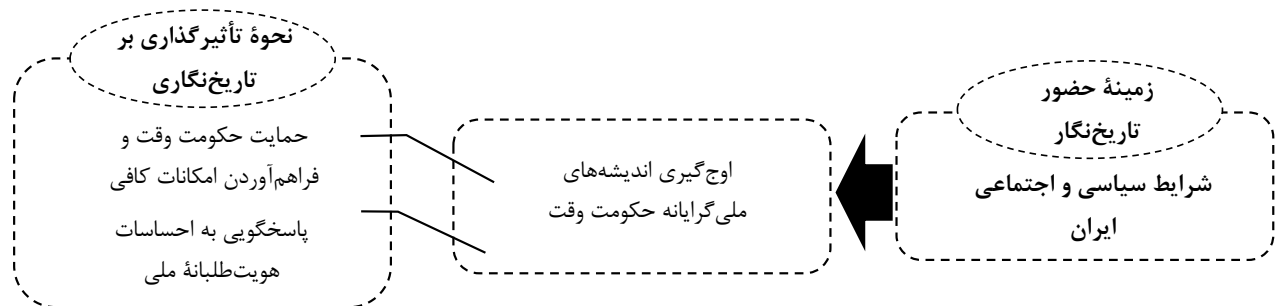 زمینهٔ حضور
تاریخ‌نگار
شرایط سیاسی و اجتماعی
ایران
اوج‌گیری اندیشه‌های
ملی‌گرایانه حکومت وقت
نحوهٔ تأثیرگذاری بر
تاریخ‌نگاری
حمایت حکومت وقت و
فراهم‌آوردن امکانات کافی
پاسخگویی به احساسات
هویت‌طلبانهٔ ملی